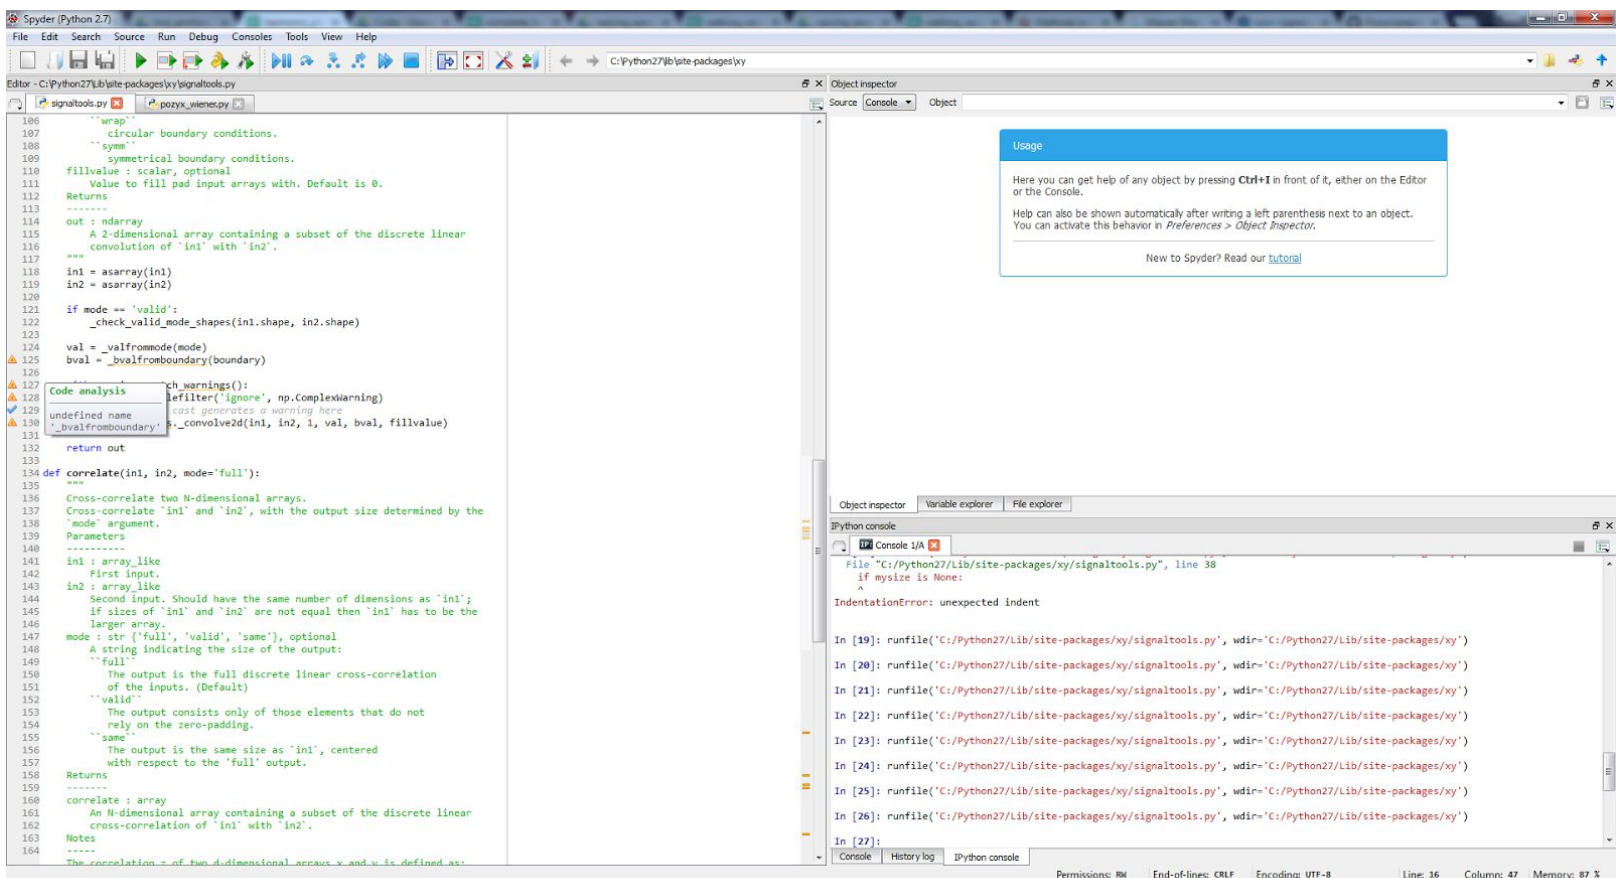 Spyder (Python 2.7)
File Edit Search Source Run Debug Consoles Tools View Help
C:\Python27\lib\site-packages\xy
Editor - C:\Python27\Lib\site-packages\xy\signaltools.py
signaltools.py pozyx_wiener.py
106 ``wrap``
107 circular boundary conditions.
108 ``symm``
109 symmetrical boundary conditions.
110 fillvalue : scalar, optional
111 Value to fill pad input arrays with. Default is 0.
112 Returns
113 -------
114 out : ndarray
115 A 2-dimensional array containing a subset of the discrete linear
116 convolution of `in1` with `in2`.
117 """
118 in1 = asarray(in1)
119 in2 = asarray(in2)
120
121 if mode == 'valid':
122 _check_valid_mode_shapes(in1.shape, in2.shape)
123
124 val = _valfrommode(mode)
125 bval = _bvalfromboundary(boundary)
126
127 ch_warnings():
128 lefilter('ignore', np.ComplexWarning)
129 cast generates a warning here
130 s._convolve2d(in1, in2, 1, val, bval, fillvalue)
131
Code analysis
undefined name
'_bvalfromboundary'
132 return out
133
134 def correlate(in1, in2, mode='full'):
135 """
136 Cross-correlate two N-dimensional arrays.
137 Cross-correlate `in1` and `in2`, with the output size determined by the
138 `mode` argument.
139 Parameters
140 ----------
141 in1 : array_like
142 First input.
143 in2 : array_like
144 Second input. Should have the same number of dimensions as `in1`;
145 if sizes of `in1` and `in2` are not equal then `in1` has to be the
146 larger array.
147 mode : str {'full', 'valid', 'same'}, optional
148 A string indicating the size of the output:
149 ``full``
150 The output is the full discrete linear cross-correlation
151 of the inputs. (Default)
152 ``valid``
153 The output consists only of those elements that do not
154 rely on the zero-padding.
155 ``same``
156 The output is the same size as `in1`, centered
157 with respect to the 'full' output.
158 Returns
159 -------
160 correlate : array
161 An N-dimensional array containing a subset of the discrete linear
162 cross-correlation of `in1` with `in2`.
163 Notes
164 -----
The correlation z of two d-dimensional arrays x and y is defined as:
Object inspector
Source Console Object
Usage
Here you can get help of any object by pressing Ctrl+I in front of it, either on the Editor
or the Console.
Help can also be shown automatically after writing a left parenthesis next to an object.
You can activate this behavior in Preferences > Object Inspector.
New to Spyder? Read our tutorial
Object inspector Variable explorer File explorer
IPython console
Console 1/A
File "C:/Python27/Lib/site-packages/xy/signaltools.py", line 38
if mysize is None:
^
IndentationError: unexpected indent
In [19]: runfile('C:/Python27/Lib/site-packages/xy/signaltools.py', wdir='C:/Python27/Lib/site-packages/xy')
In [20]: runfile('C:/Python27/Lib/site-packages/xy/signaltools.py', wdir='C:/Python27/Lib/site-packages/xy')
In [21]: runfile('C:/Python27/Lib/site-packages/xy/signaltools.py', wdir='C:/Python27/Lib/site-packages/xy')
In [22]: runfile('C:/Python27/Lib/site-packages/xy/signaltools.py', wdir='C:/Python27/Lib/site-packages/xy')
In [23]: runfile('C:/Python27/Lib/site-packages/xy/signaltools.py', wdir='C:/Python27/Lib/site-packages/xy')
In [24]: runfile('C:/Python27/Lib/site-packages/xy/signaltools.py', wdir='C:/Python27/Lib/site-packages/xy')
In [25]: runfile('C:/Python27/Lib/site-packages/xy/signaltools.py', wdir='C:/Python27/Lib/site-packages/xy')
In [26]: runfile('C:/Python27/Lib/site-packages/xy/signaltools.py', wdir='C:/Python27/Lib/site-packages/xy')
In [27]:
Console History log IPython console
Permissions: RW End-of-lines: CRLF Encoding: UTF-8 Line: 16 Column: 47 Memory: 87 %